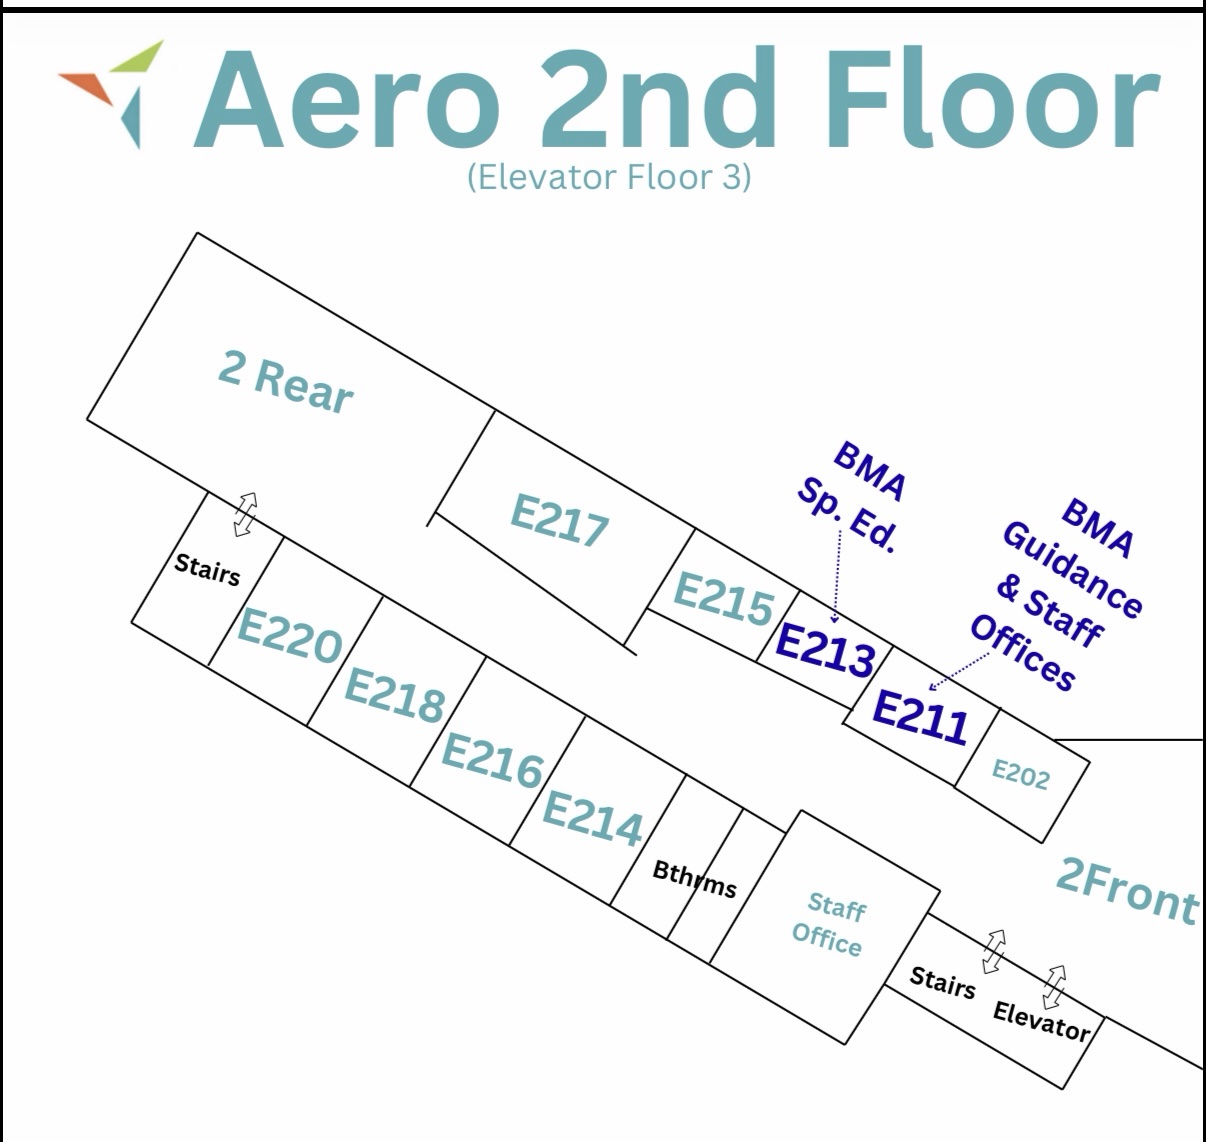 Aero 2nd Floor
(Elevator Floor 3)
2 Rear
E217
BMA
Sp. Ed.
BMA
Guidance
& Staff
Offices
E215
E213
E211
E202
Stairs
E220
E218
E216
E214
Bthrms
Staff
Office
2Front
Stairs
Elevator